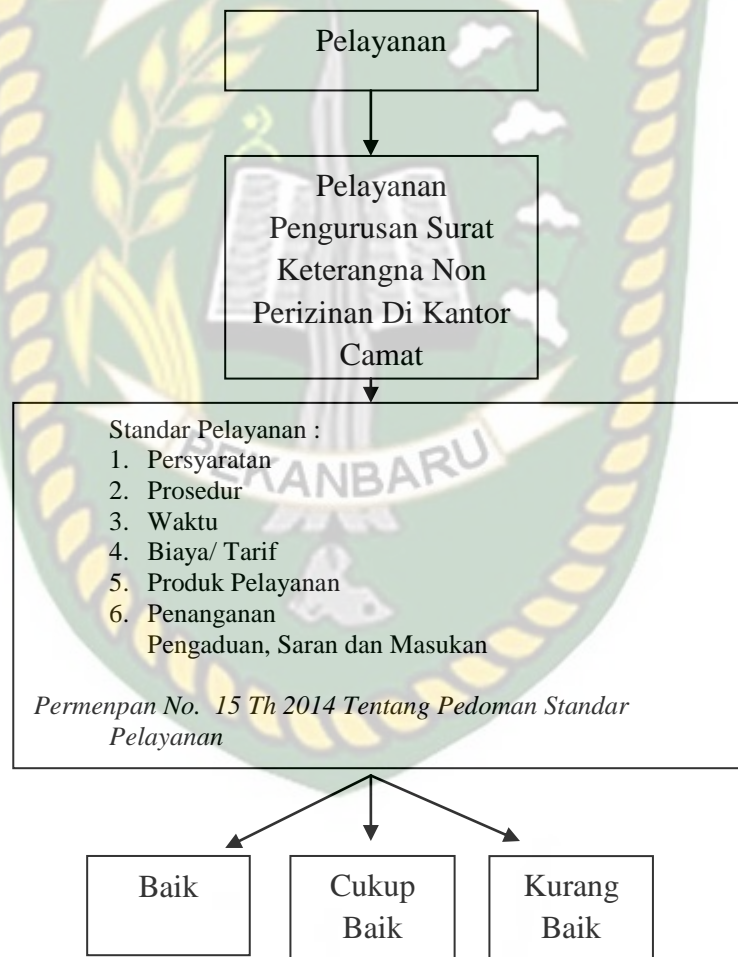 Pelayanan
Pelayanan
Pengurusan Surat
Keterangna Non
Perizinan Di Kantor
Camat
Standar Pelayanan :
1. Persyaratan
2. Prosedur
3. Waktu
4. Biaya/ Tarif
5. Produk Pelayanan
6. Penanganan
Pengaduan, Saran dan Masukan
PEKANBARU
Permenpan No. 15 Th 2014 Tentang Pedoman Standar
Pelayanan
Baik
Cukup
Baik
Kurang
Baik